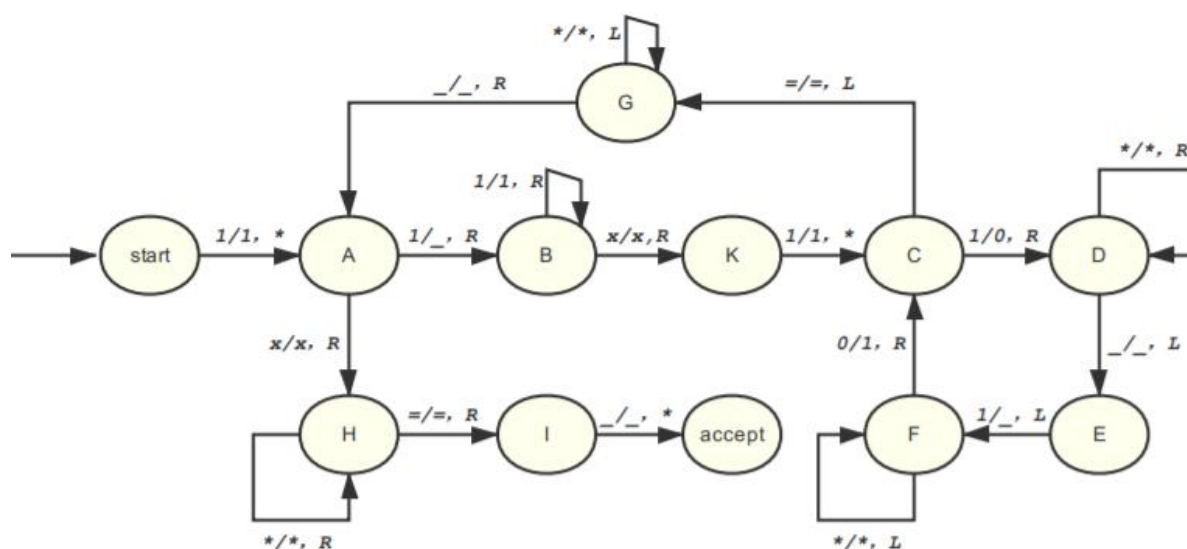 */*, L
_/_, R
=/=, L
G
1/1, R
*/*, R
start
1/1, *
A
1/_, R
B
x/x,R
K
1/1, *
C
1/0, R
D
x/x, R
0/1, R
_/_, L
H
=/=, R
I
_/_, *
accept
F
1/_, L
E
*/*, R
*/*, L